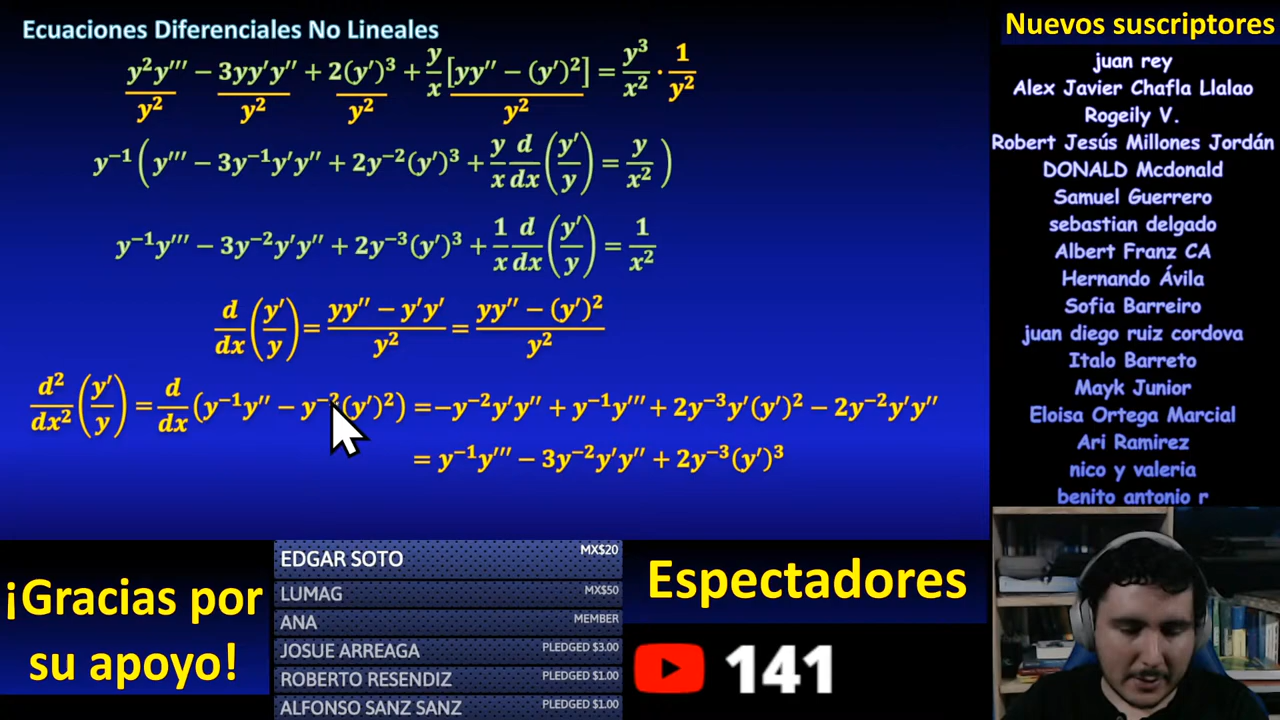 Ecuaciones Diferenciales No Lineales
y²y′′′/y² − 3yy′y′′/y² + 2(y′)³/y² + y/x [yy′′ − (y′)²]/y² = y³/x² · 1/y²
y⁻¹ ( y′′′ − 3y⁻¹y′y′′ + 2y⁻²(y′)³ + y/x d/dx (y′/y) = y/x² )
y⁻¹y′′′ − 3y⁻²y′y′′ + 2y⁻³(y′)³ + 1/x d/dx (y′/y) = 1/x²
d/dx (y′/y) = (yy′′ − y′y′)/y² = (yy′′ − (y′)²)/y²
d²/dx² (y′/y) = d/dx (y⁻¹y′′ − y⁻²(y′)²) = −y⁻²y′y′′ + y⁻¹y′′′ + 2y⁻³y′(y′)² − 2y⁻²y′y′′
= y⁻¹y′′′ − 3y⁻²y′y′′ + 2y⁻³(y′)³
Nuevos suscriptores
juan rey
Alex Javier Chafla Llalao
Rogeily V.
Robert Jesús Millones Jordán
DONALD Mcdonald
Samuel Guerrero
sebastian delgado
Albert Franz CA
Hernando Ávila
Sofia Barreiro
juan diego ruiz cordova
Italo Barreto
Mayk Junior
Eloisa Ortega Marcial
Ari Ramirez
nico y valeria
benito antonio r
¡Gracias por
su apoyo!
EDGAR SOTO MX$20
LUMAG MX$50
ANA MEMBER
JOSUE ARREAGA PLEDGED $3.00
ROBERTO RESENDIZ PLEDGED $1.00
ALFONSO SANZ SANZ PLEDGED $1.00
Espectadores
141